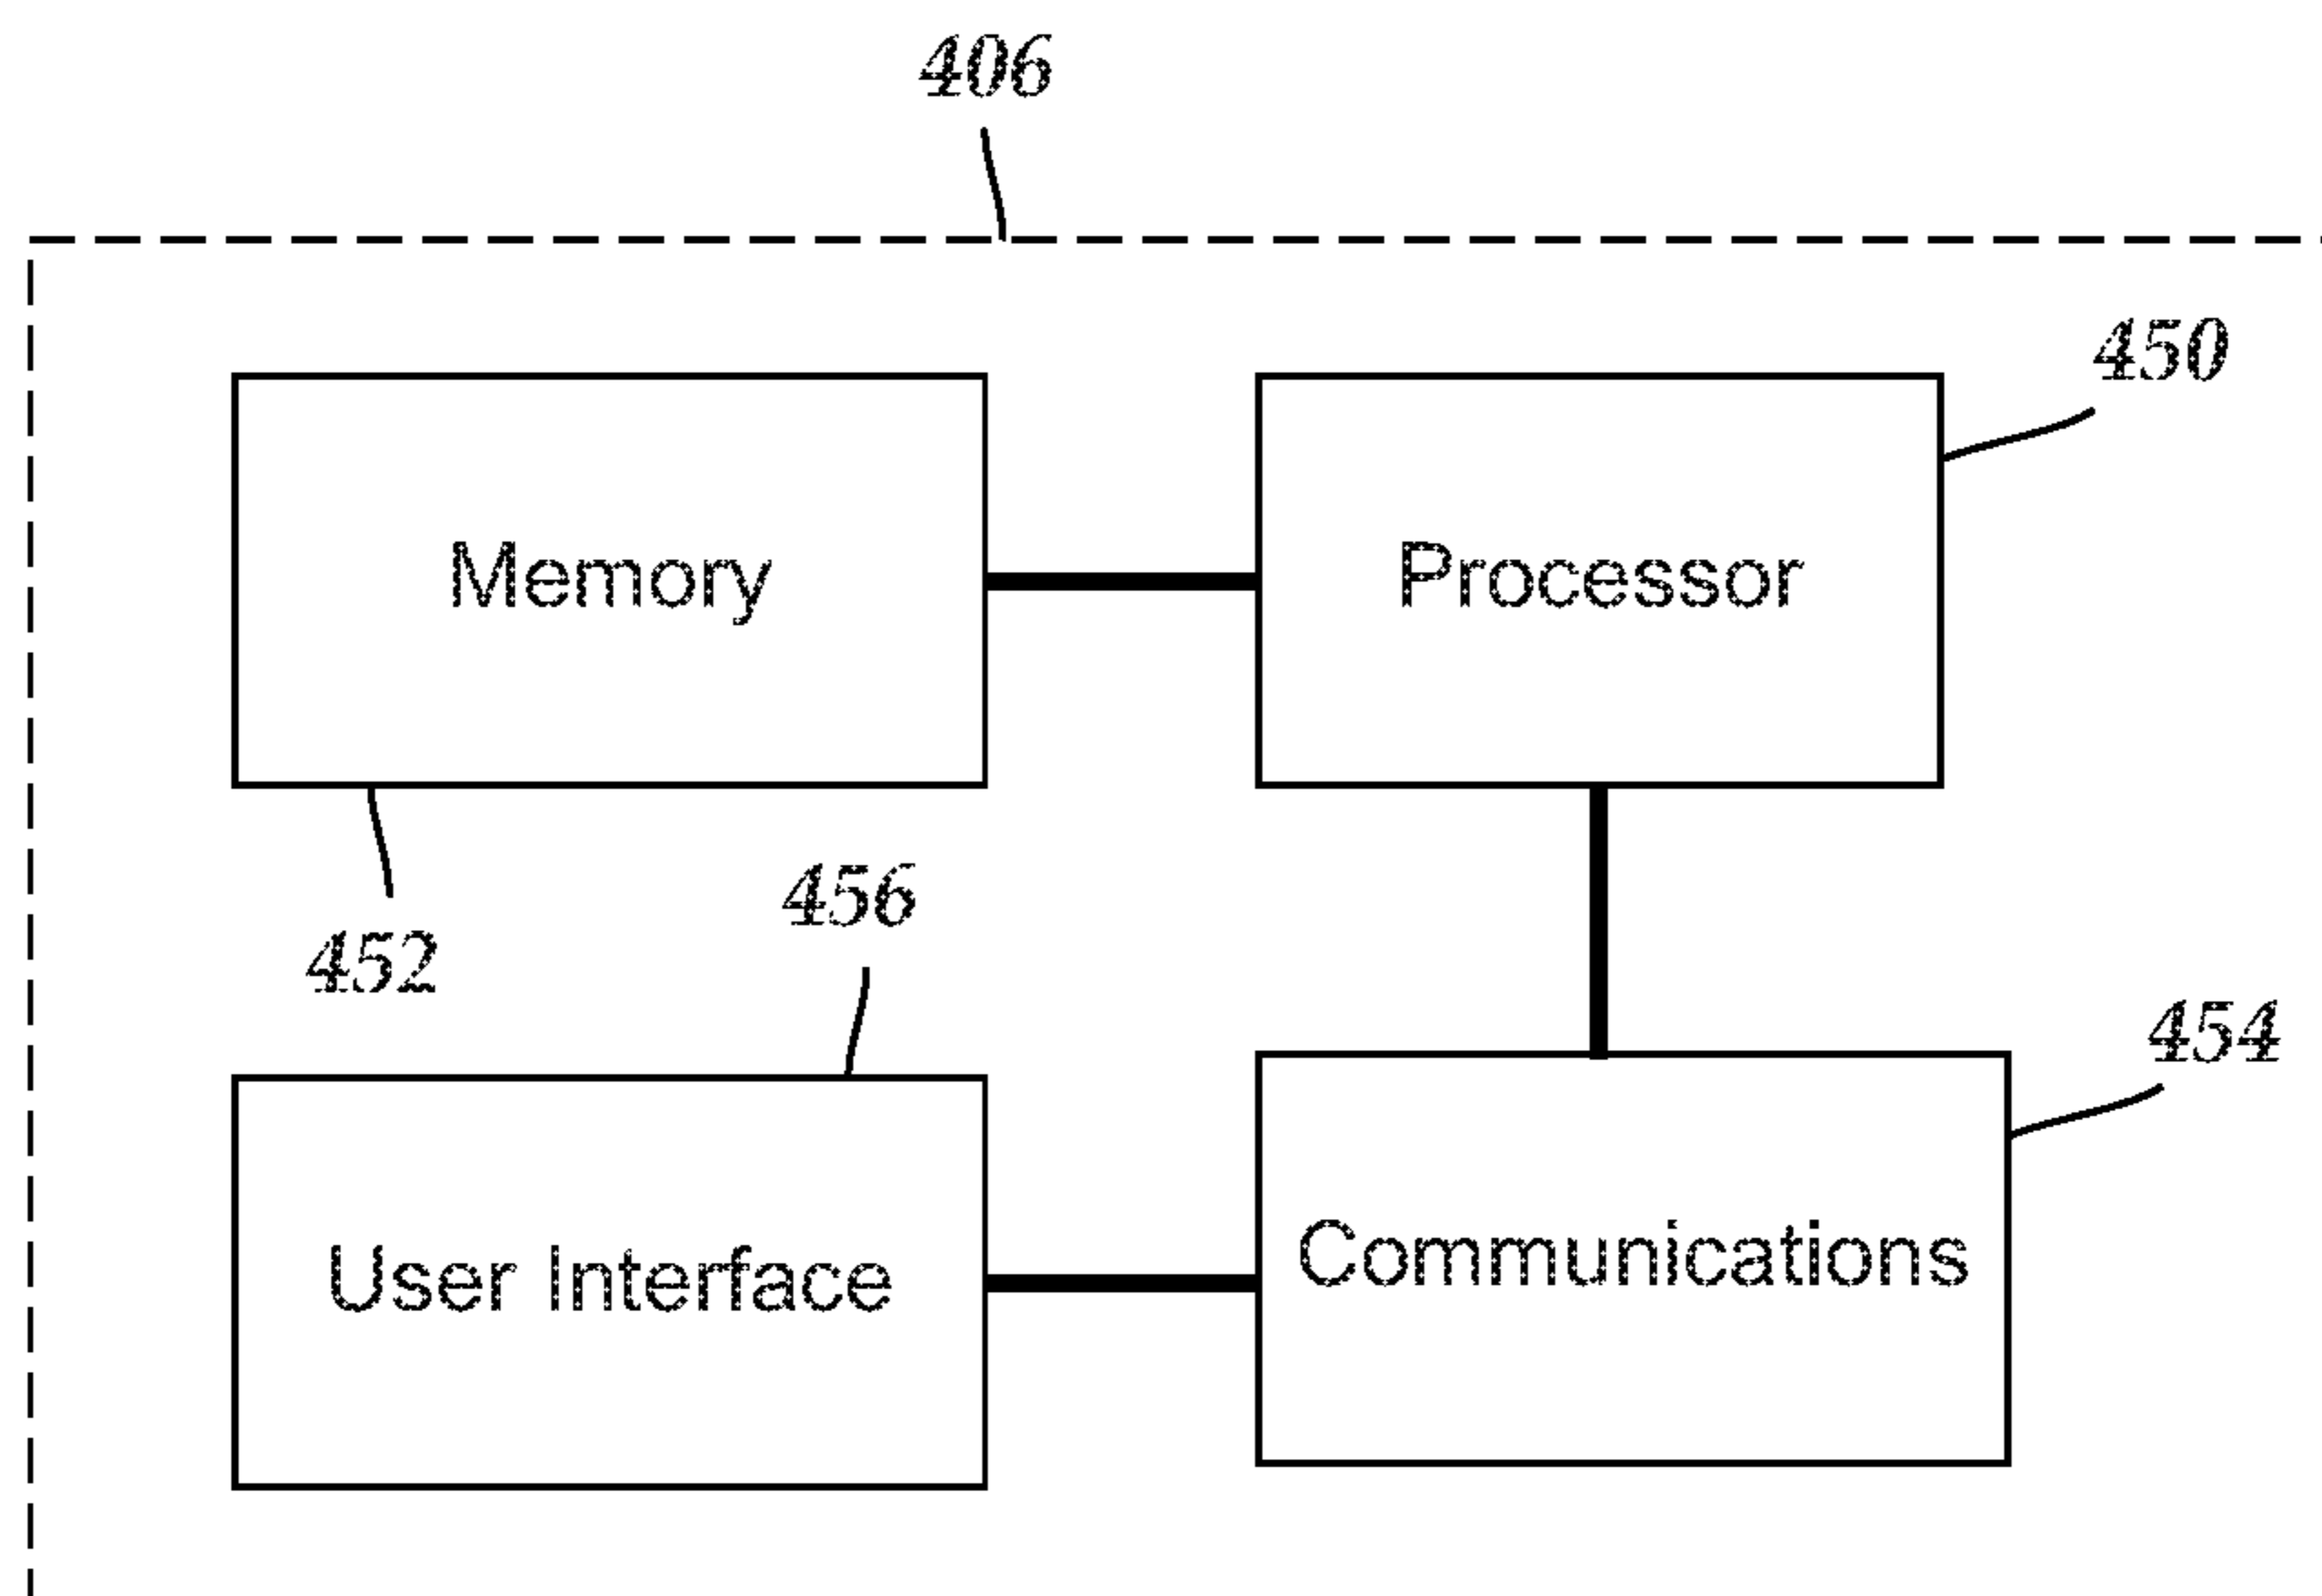 406
450
Memory
Processor
456
452
454
User Interface
Communications